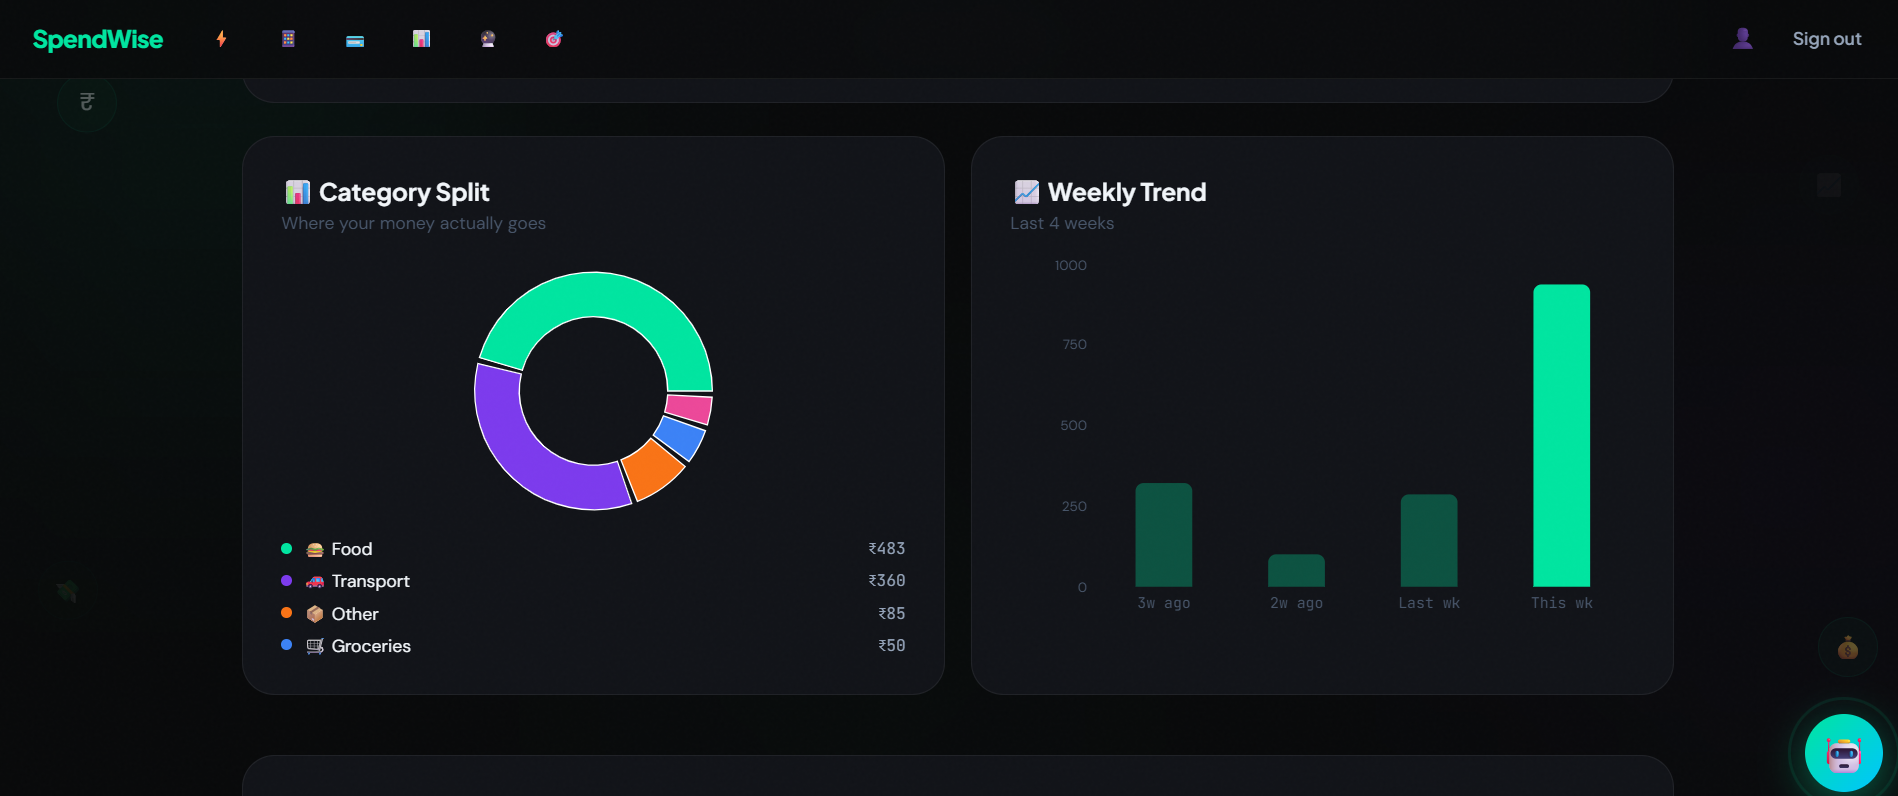 SpendWise
Sign out
₹
Category Split
Where your money actually goes
Food ₹483
Transport ₹360
Other ₹85
Groceries ₹50
Weekly Trend
Last 4 weeks
1000
750
500
250
0
3w ago 2w ago Last wk This wk